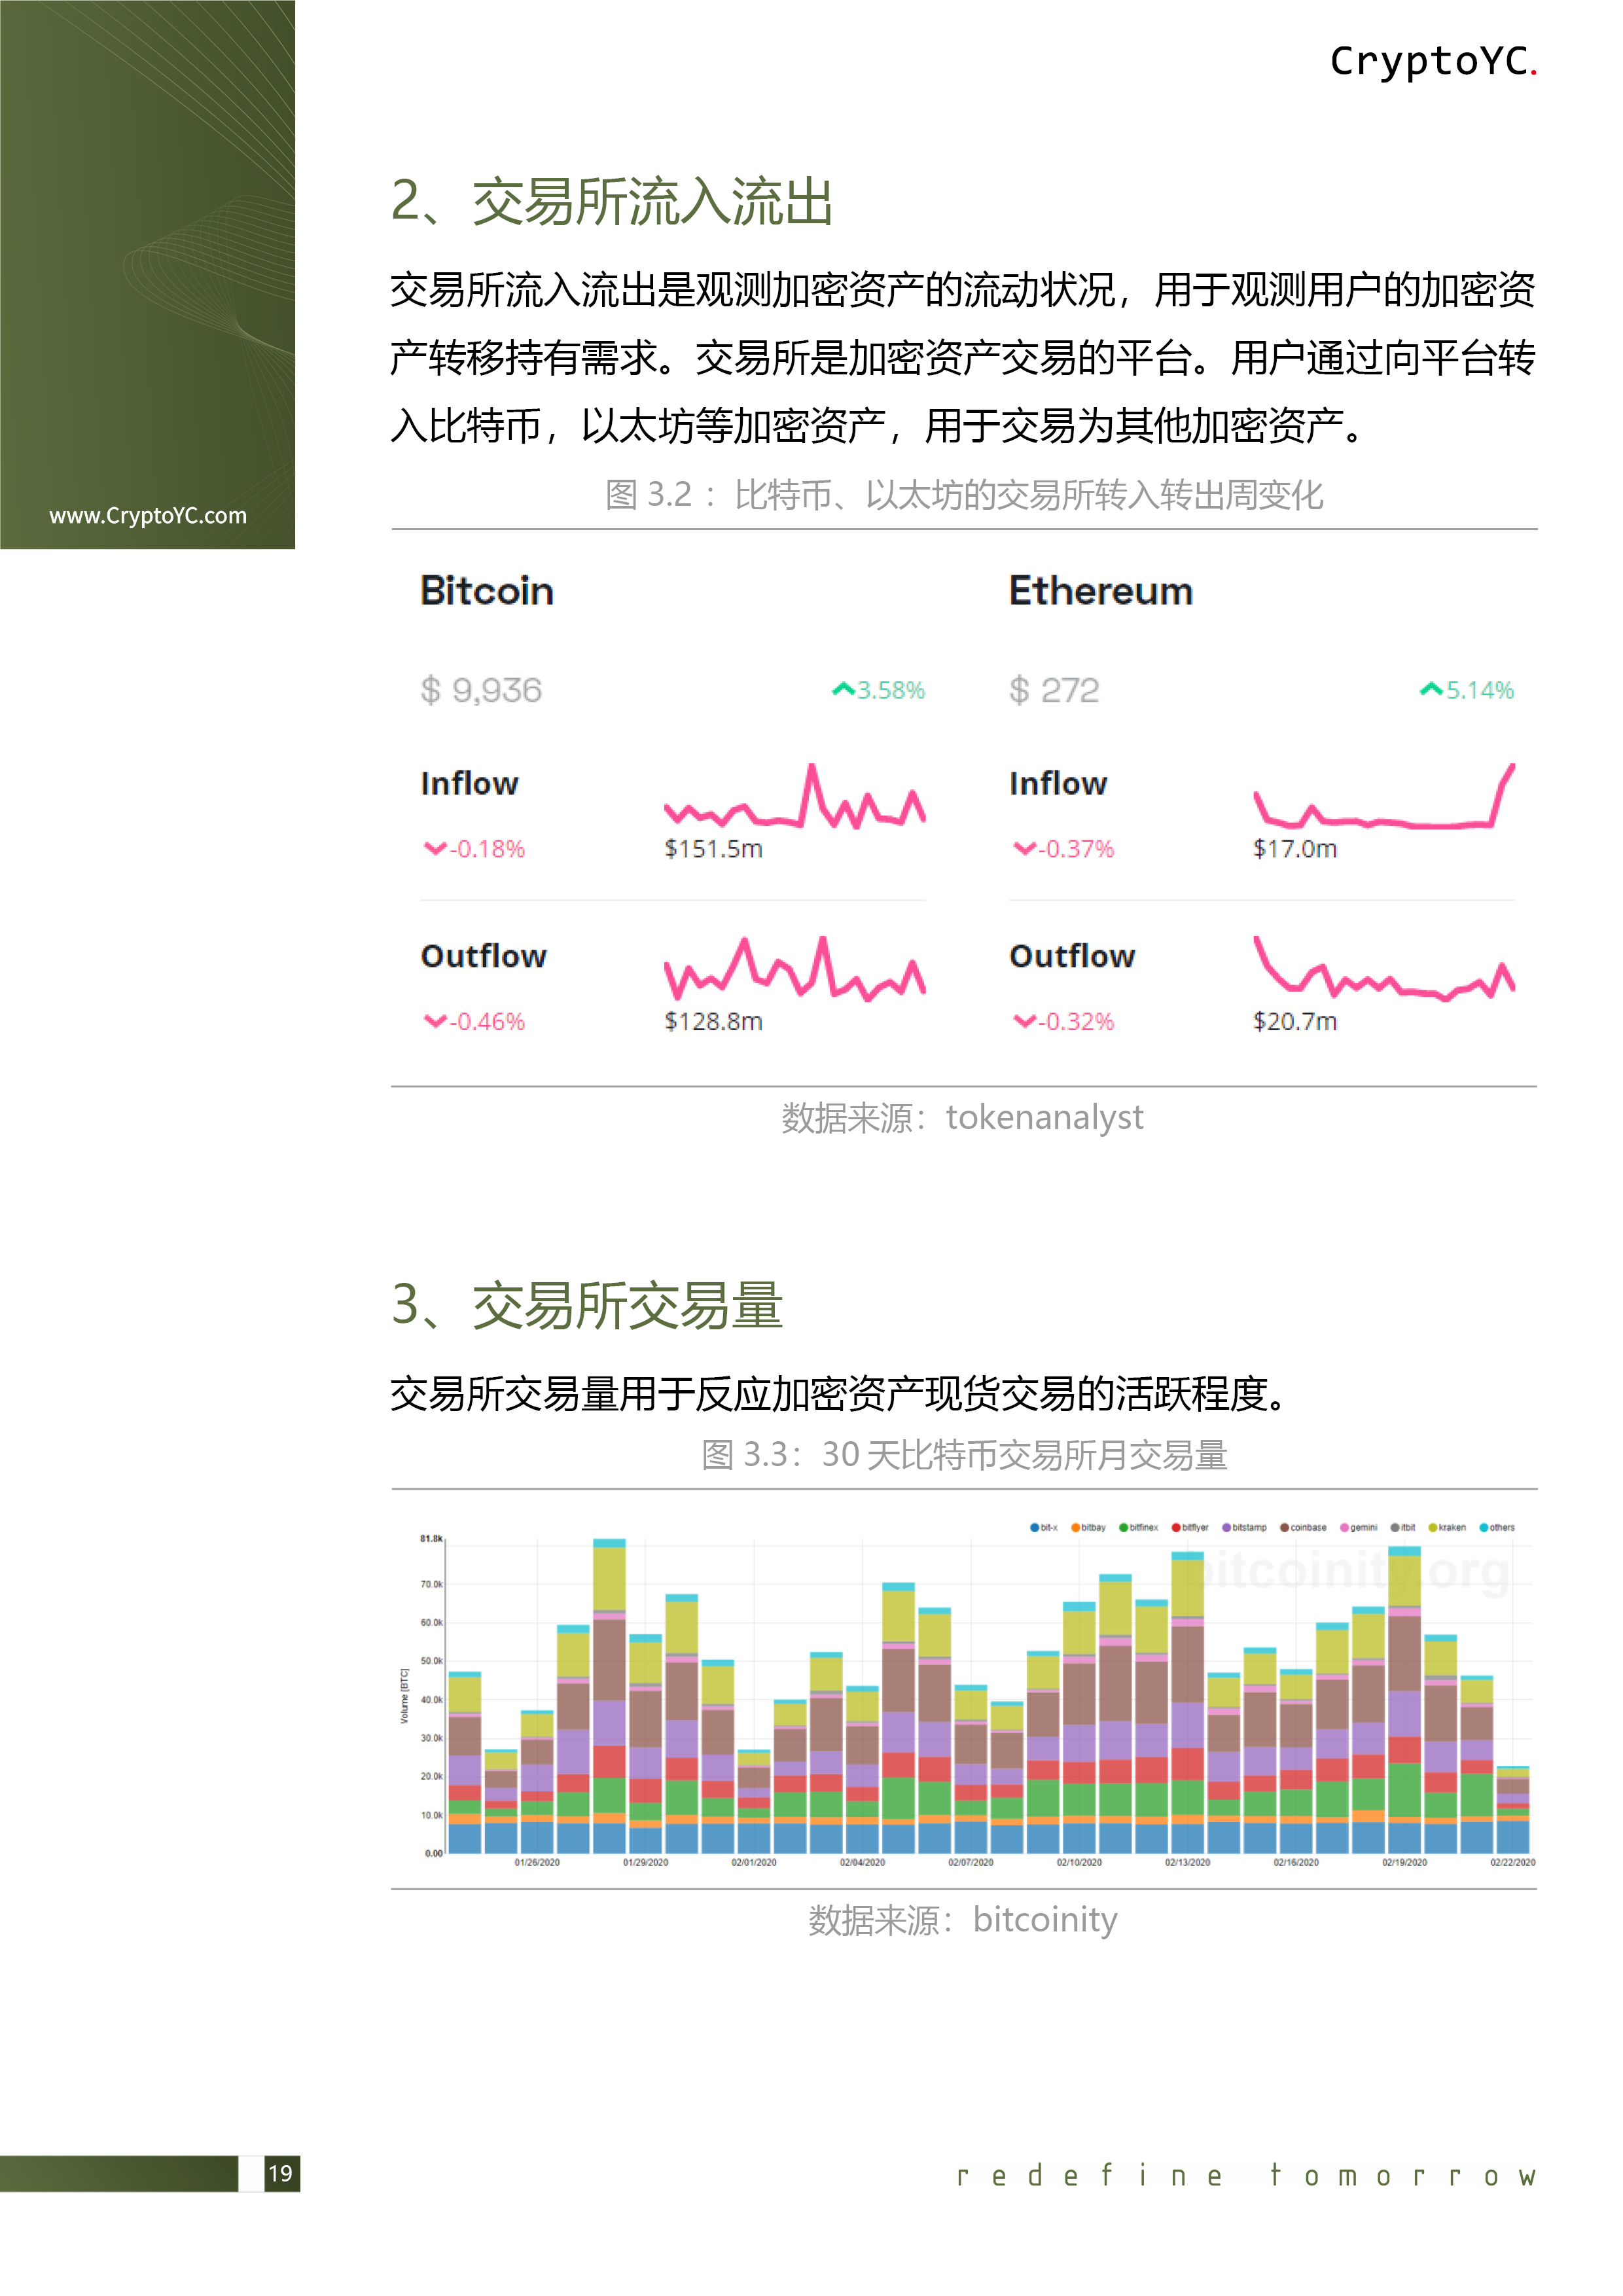 CryptoYC.
www.CryptoYC.com
2、交易所流入流出
交易所流入流出是观测加密资产的流动状况，用于观测用户的加密资
产转移持有需求。交易所是加密资产交易的平台。用户通过向平台转
入比特币，以太坊等加密资产，用于交易为其他加密资产。
图 3.2 ：比特币、以太坊的交易所转入转出周变化
Bitcoin
$ 9,936 3.58%
Inflow
-0.18% $151.5m
Outflow
-0.46% $128.8m
Ethereum
$ 272 5.14%
Inflow
-0.37% $17.0m
Outflow
-0.32% $20.7m
数据来源：tokenanalyst
3、交易所交易量
交易所交易量用于反应加密资产现货交易的活跃程度。
图 3.3：30 天比特币交易所月交易量
bit-x bitbay bitfinex bitflyer bitstamp coinbase gemini itbit kraken others
bitcoinity.org
81.8k
70.0k
60.0k
50.0k
40.0k
30.0k
20.0k
10.0k
0.00
Volume [BTC]
01/26/2020 01/29/2020 02/01/2020 02/04/2020 02/07/2020 02/10/2020 02/13/2020 02/16/2020 02/19/2020 02/22/2020
数据来源：bitcoinity
19
redefine tomorrow